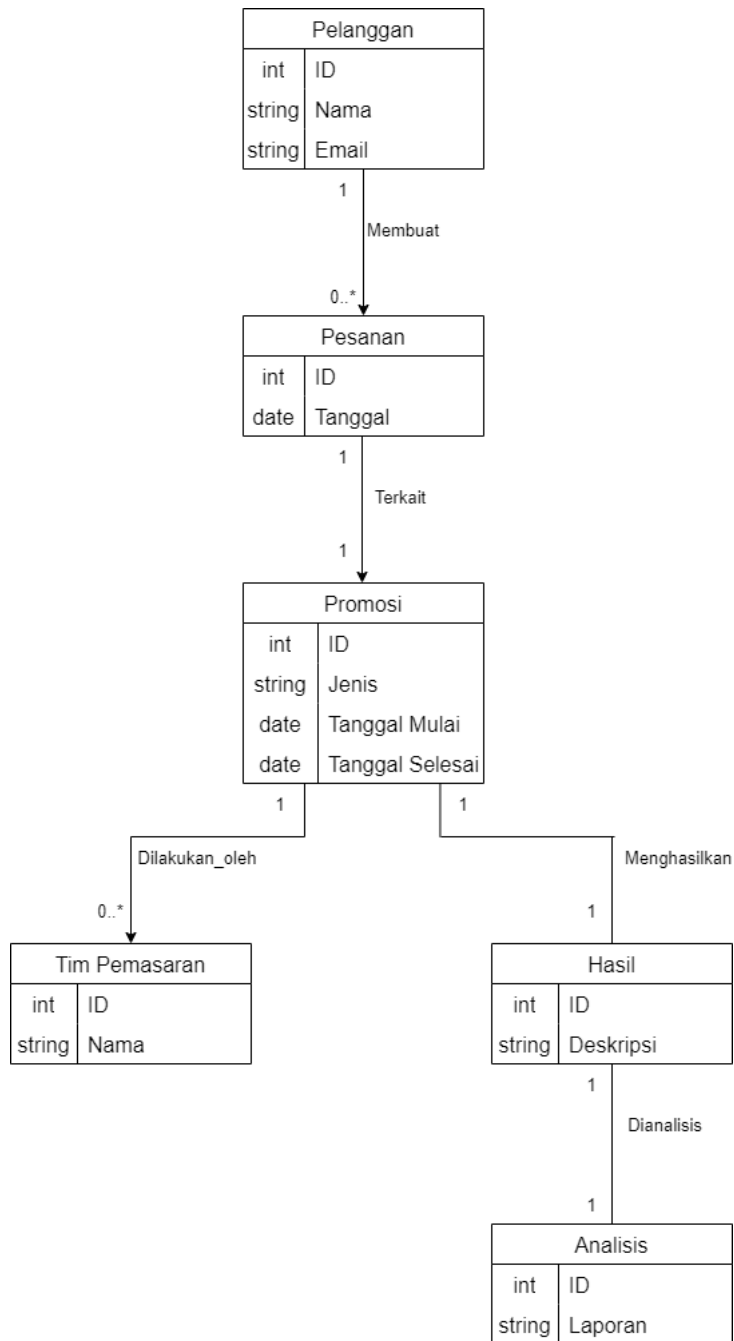 Pelanggan
int ID
string Nama
string Email
1
Membuat
0..*
Pesanan
int ID
date Tanggal
1
Terkait
1
Promosi
int ID
string Jenis
date Tanggal Mulai
date Tanggal Selesai
1 1
Dilakukan_oleh Menghasilkan
0..* 1
Tim Pemasaran Hasil
int ID int ID
string Nama string Deskripsi
1
Dianalisis
1
Analisis
int ID
string Laporan